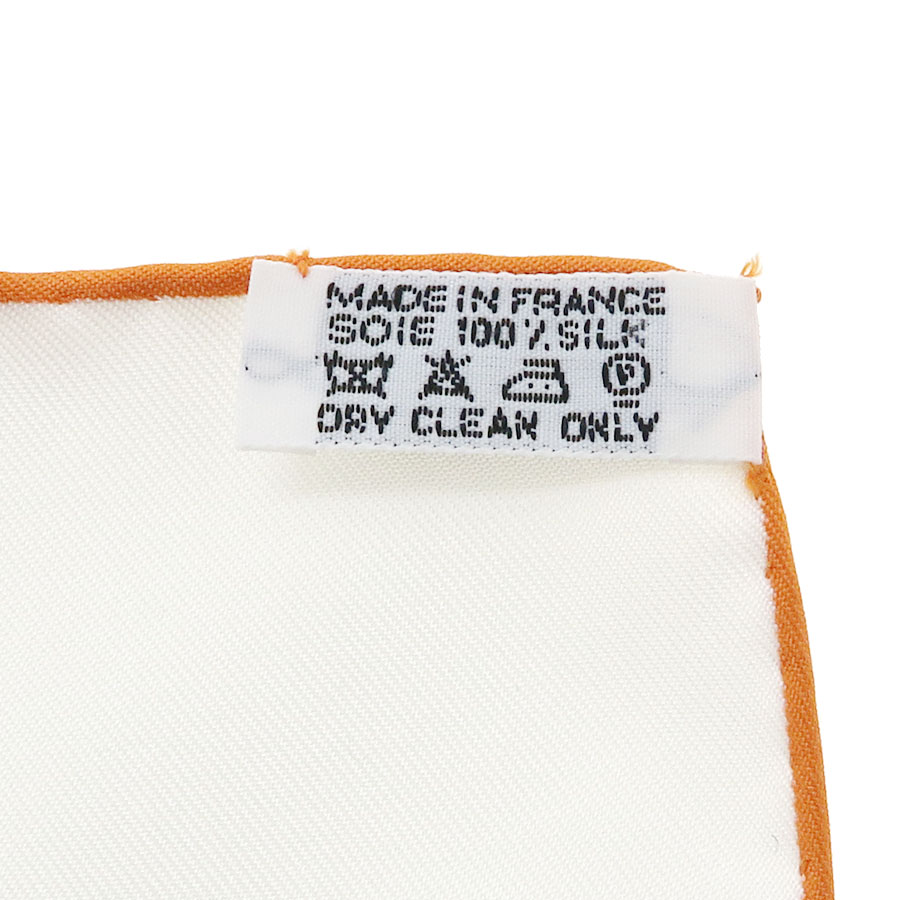 MADE IN FRANCE
SOIE 100% SILK
P
DRY CLEAN ONLY